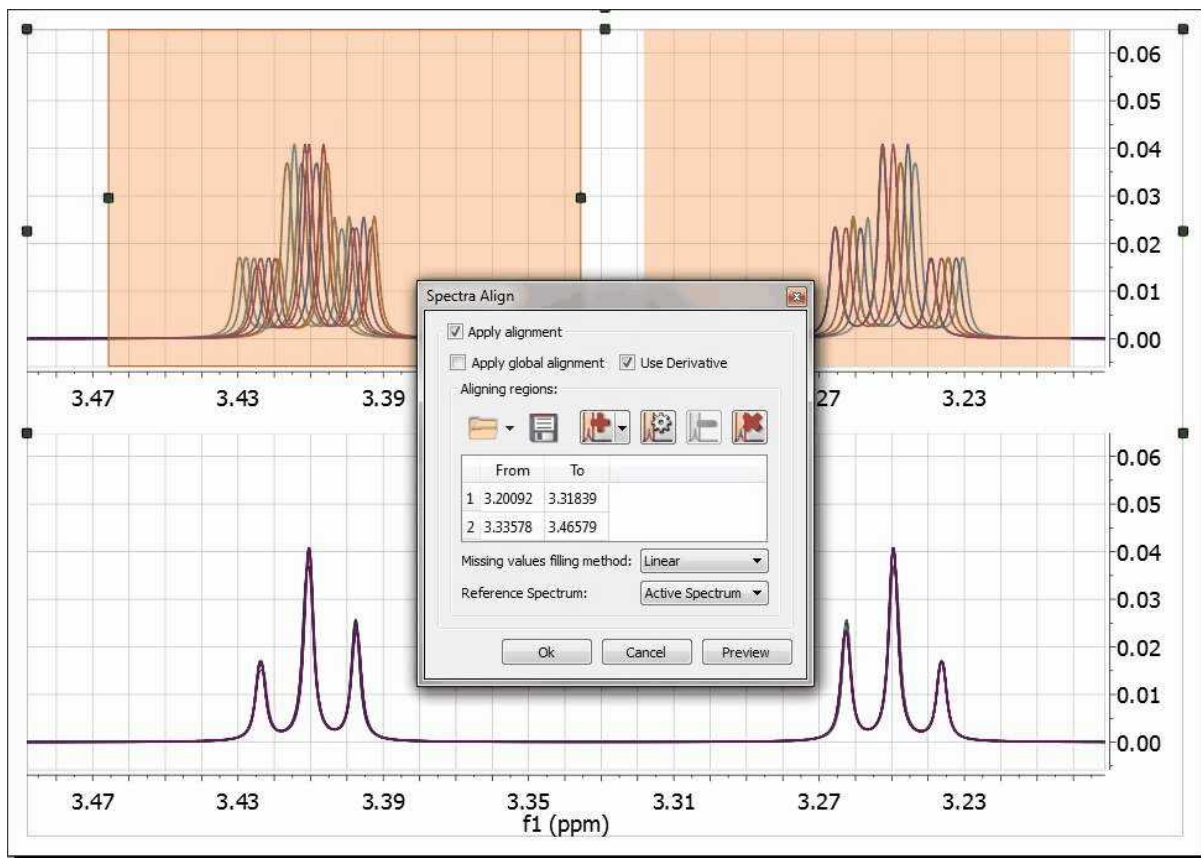 0.06
0.05
0.04
0.03
0.02
0.01
0.00
3.47 3.43 3.39 27 3.23
Spectra Align
Apply alignment
Apply global alignment Use Derivative
Aligning regions:
From To
1 3.20092 3.31839
2 3.33578 3.46579
Missing values filling method: Linear
Reference Spectrum: Active Spectrum
Ok Cancel Preview
0.06
0.05
0.04
0.03
0.02
0.01
0.00
3.47 3.43 3.39 3.35 3.31 3.27 3.23
f1 (ppm)